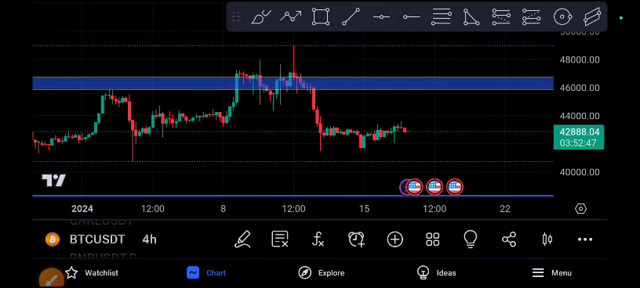 50000.00
48000.00
46000.00
44000.00
42888.04
03:52:47
40000.00
2024 12:00 8 12:00 15 12:00 22
BTCUSDT 4h
Watchlist Chart Explore Ideas Menu